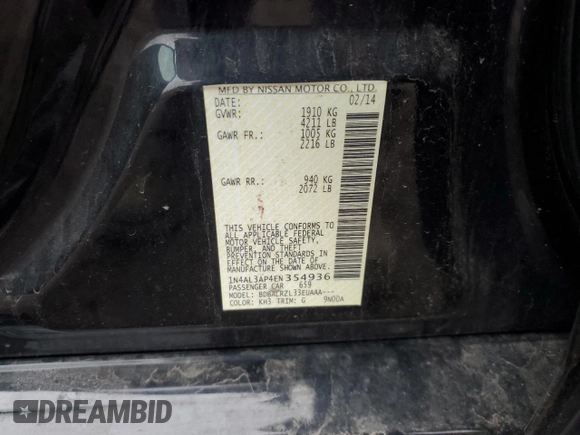 MFD BY NISSAN MOTOR CO., LTD.
DATE: 02/14
GVWR: 1910 KG
4211 LB
GAWR FR.: 1005 KG
2216 LB
GAWR RR.: 940 KG
2072 LB
THIS VEHICLE CONFORMS TO
ALL APPLICABLE FEDERAL
MOTOR VEHICLE SAFETY,
BUMPER, AND THEFT
PREVENTION STANDARDS IN
EFFECT ON THE DATE OF
MANUFACTURE SHOWN ABOVE.
1N4AL3AP4EN354936
PASSENGER CAR 639
MODEL: BDBALRZL33EUAAA---
COLOR: KH3 TRIM: G 9N00A
DREAMBID